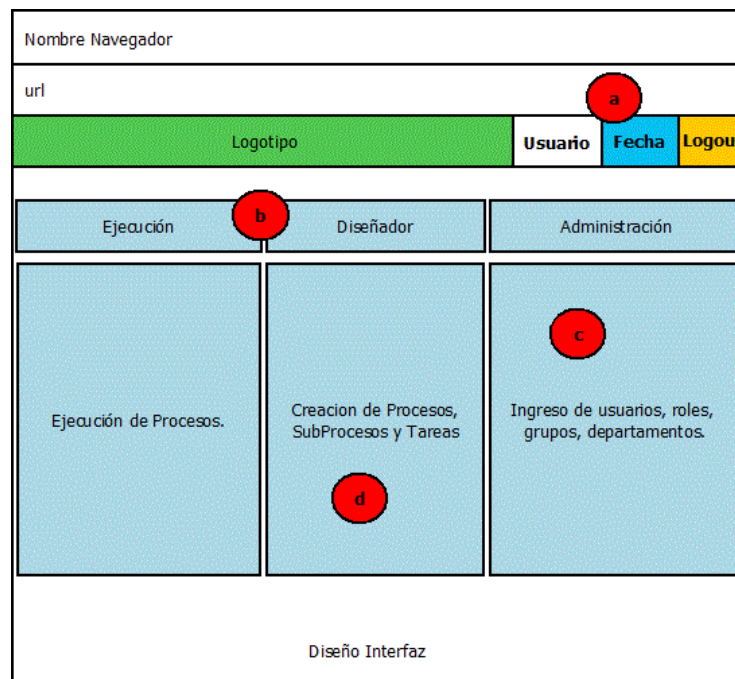 Nombre Navegador
url
a
Logotipo
Usuario
Fecha
Logou
b
Ejecución
Diseñador
Administración
c
Ejecución de Procesos.
Creacion de Procesos,
SubProcesos y Tareas
Ingreso de usuarios, roles,
grupos, departamentos.
d
Diseño Interfaz